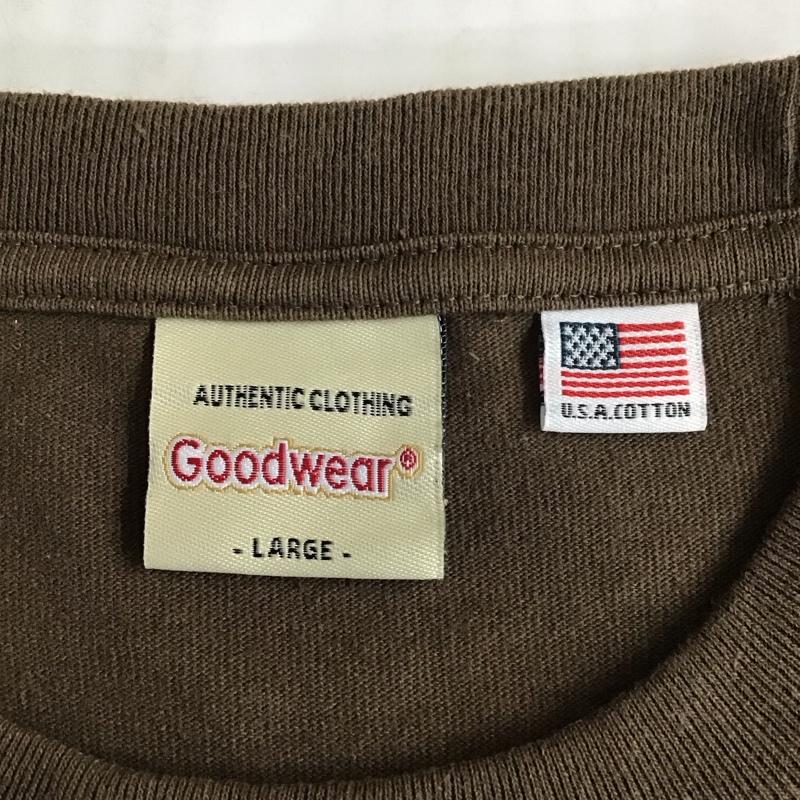 AUTHENTIC CLOTHING
Goodwear®
- LARGE -
U.S.A.COTTON